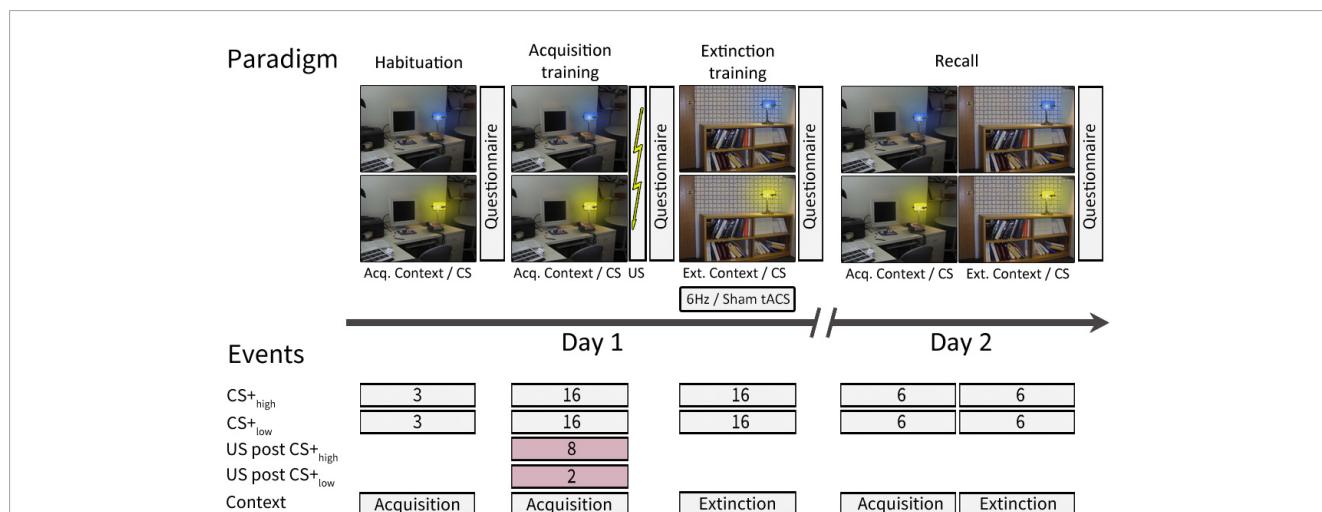 Paradigm
Habituation
Acquisition
training
Extinction
training
Recall
Questionnaire
Questionnaire
Questionnaire
Questionnaire
Acq. Context / CS
Acq. Context / CS US
Ext. Context / CS
Acq. Context / CS
Ext. Context / CS
6Hz / Sham tACS
Day 1
Day 2
Events
CS+high 3 16 16 6 6
CS+low 3 16 16 6 6
US post CS+high 8
US post CS+low 2
Context Acquisition Acquisition Extinction Acquisition Extinction